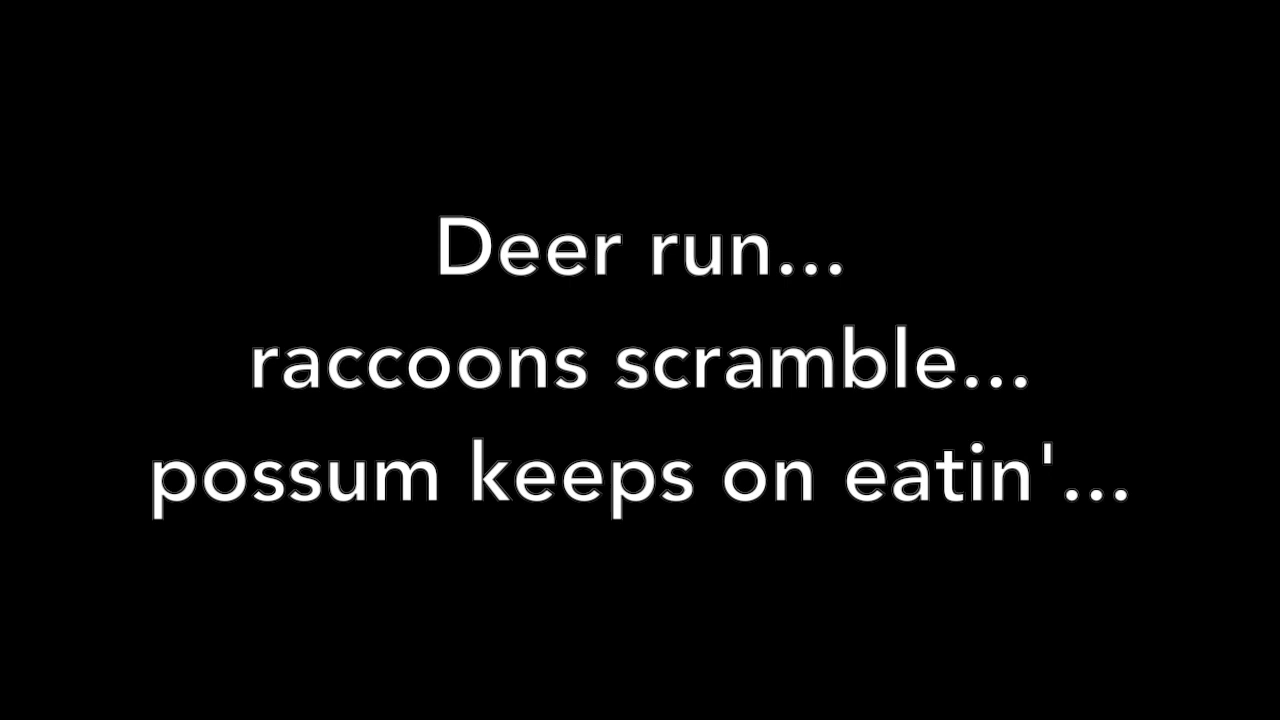 Deer run...
raccoons scramble...
possum keeps on eatin'...